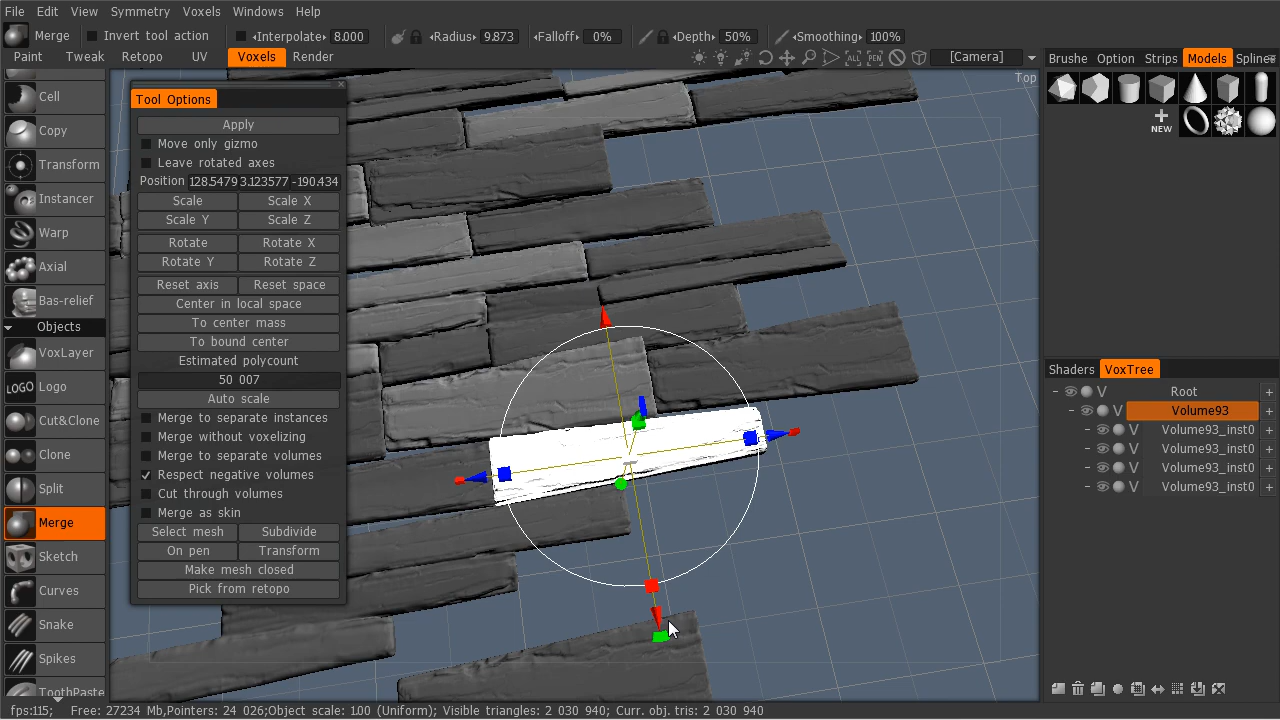 File Edit View Symmetry Voxels Windows Help
Merge Invert tool action Interpolate: 8.000 Radius: 9.873 Falloff: 0% Depth: 50% Smoothing: 100%
Paint Tweak Retopo UV Voxels Render [Camera]
Brushe Option Strips Models Spline
Top
Cell
Copy
Transform
Instancer
Warp
Axial
Bas-relief
Objects
VoxLayer
LOGO Logo
Cut&Clone
Clone
Split
Merge
Sketch
Curves
Snake
Spikes
ToothPaste
Tool Options
Apply
Move only gizmo
Leave rotated axes
Position 128.5479 3.123577 -190.434
Scale Scale X
Scale Y Scale Z
Rotate Rotate X
Rotate Y Rotate Z
Reset axis Reset space
Center in local space
To center mass
To bound center
Estimated polycount
50 007
Auto scale
Merge to separate instances
Merge without voxelizing
Merge to separate volumes
Respect negative volumes
Cut through volumes
Merge as skin
Select mesh Subdivide
On pen Transform
Make mesh closed
Pick from retopo
NEW
Shaders VoxTree
V Root +
V Volume93 +
V Volume93_inst0 +
V Volume93_inst0 +
V Volume93_inst0 +
V Volume93_inst0 +
fps:115; Free: 27234 Mb,Pointers: 24 026;Object scale: 1.00 (Uniform); Visible triangles: 2 030 940; Curr. obj. tris: 2 030 940